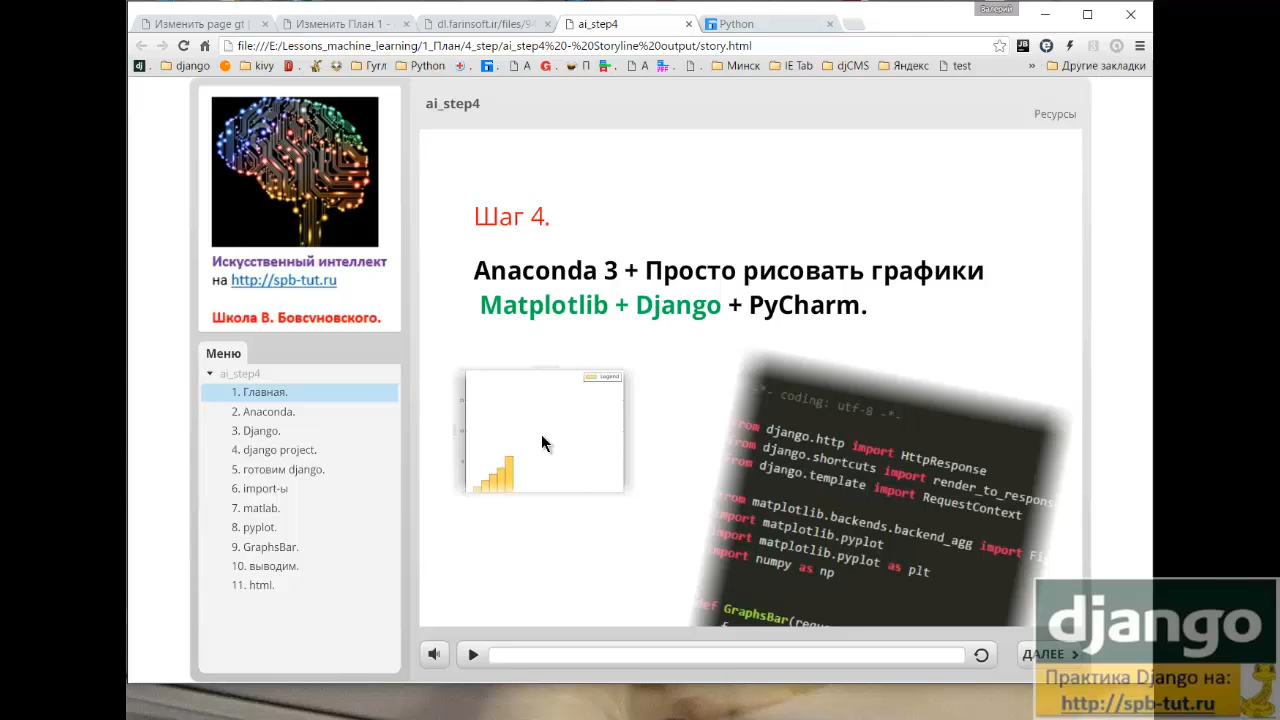 Валерий
Изменить page gt |
Изменить План 1 -
dl.farinsoft.ir/files/94
ai_step4
Python
file:///E:/Lessons_machine_learning/1_План/4_step/ai_step4%20-%20Storyline%20output/story.html
django
kivy
Гугл
Python
А
П
А
Минск
IE Tab
djCMS
Яндекс
test
»
Другие закладки
ai_step4
Ресурсы
Искусственный интеллект
на http://spb-tut.ru
Школа В. Бовсуновского.
Меню
ai_step4
1. Главная.
2. Anaconda.
3. Django.
4. django project.
5. готовим django.
6. import-ы
7. matlab.
8. pyplot.
9. GraphsBar.
10. выводим.
11. html.
Шаг 4.
Anaconda 3 + Просто рисовать графики
Matplotlib + Django + PyCharm.
Legend
-*- coding: utf-8 -*-
from django.http import HttpResponse
from django.shortcuts import render_to_respons
from django.template import RequestContext
from matplotlib.backends.backend_agg import Fi
import matplotlib.pyplot
import matplotlib.pyplot as plt
import numpy as np
def GraphsBar(reque
f
ДАЛЕЕ
django
Практика Django на:
http://spb-tut.ru